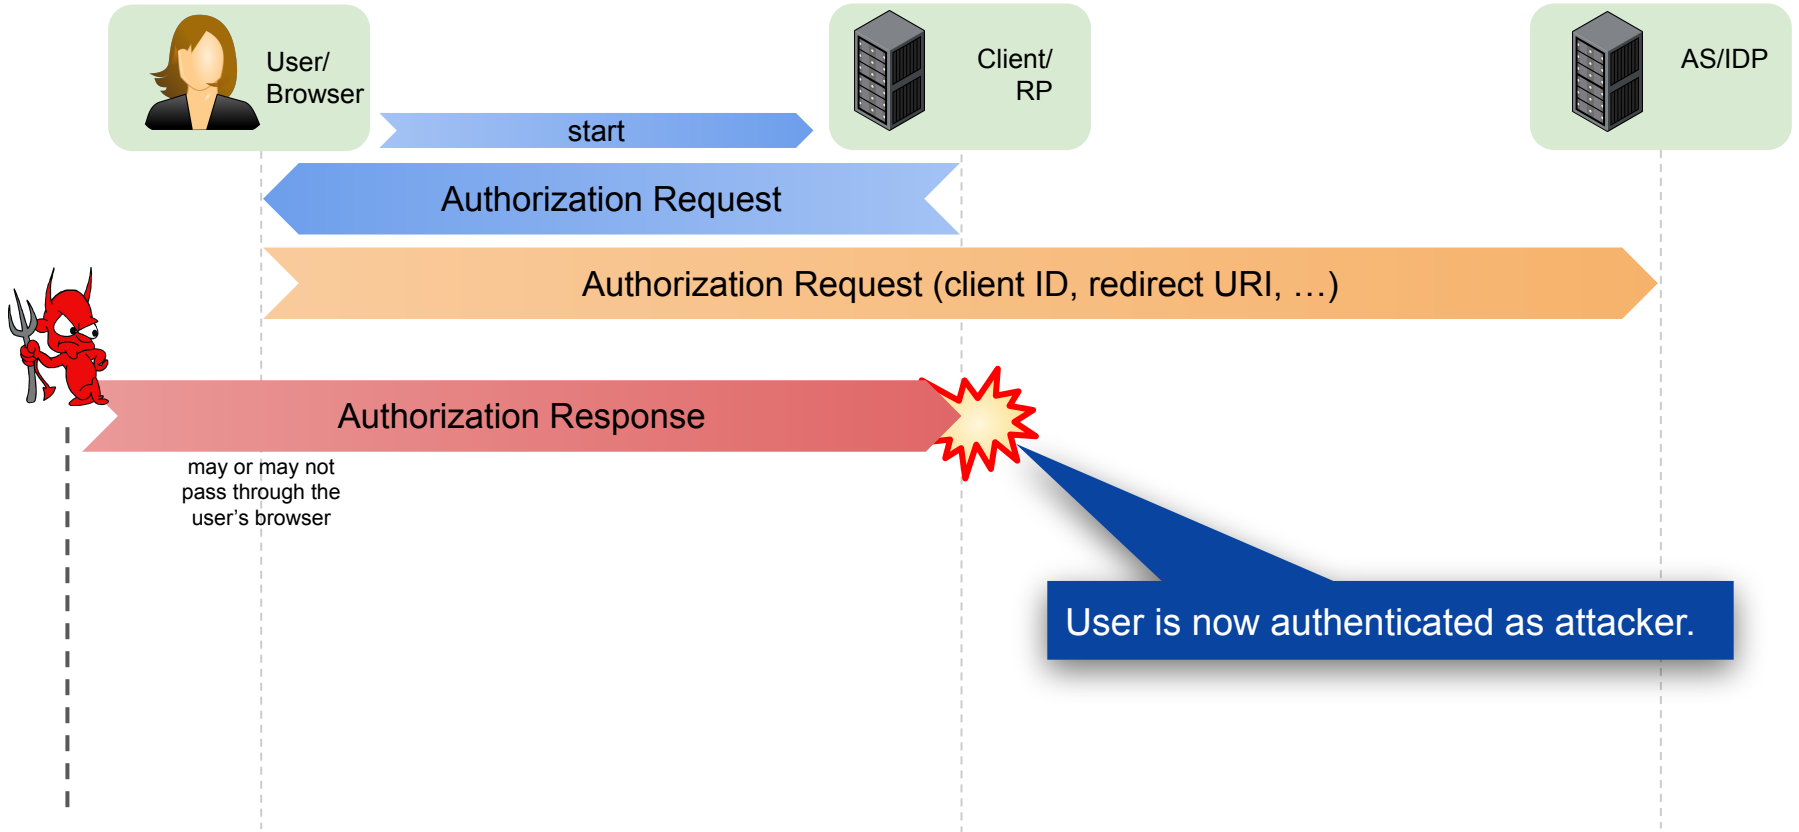 User/
Browser
Client/
RP
AS/IDP
start
Authorization Request
Authorization Request (client ID, redirect URI, …)
Authorization Response
may or may not
pass through the
user’s browser
User is now authenticated as attacker.